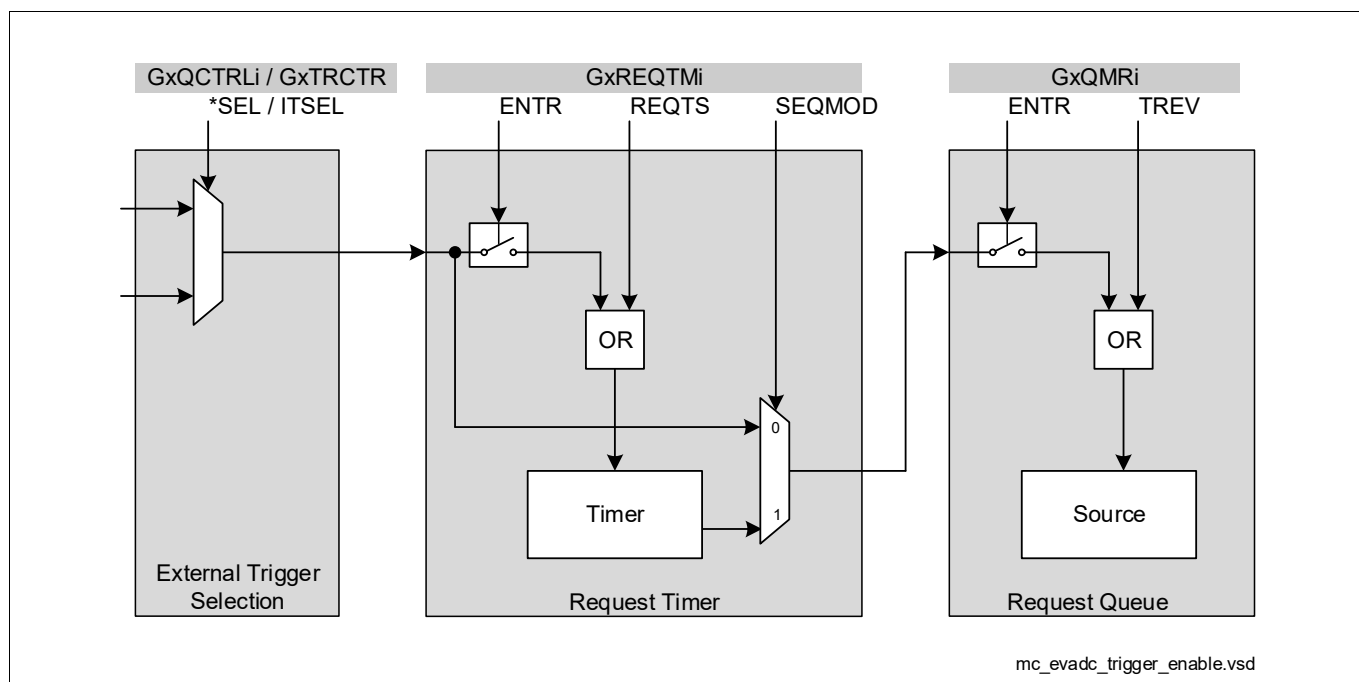 GxQCTRLi / GxTRCTR GxREQTMi GxQMRi
*SEL / ITSEL ENTR REQTS SEQMOD ENTR TREV
OR OR
0
Timer 1 Source
External Trigger
Selection Request Timer Request Queue
mc_evadc_trigger_enable.vsd